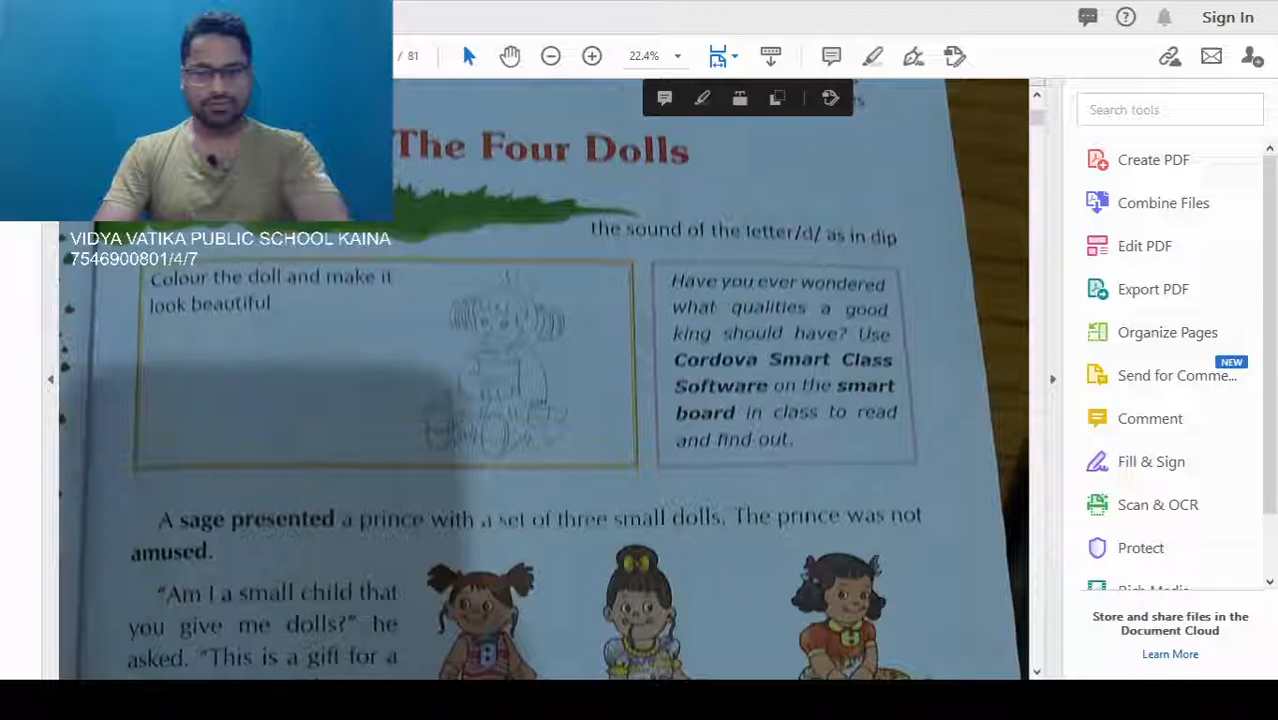 Sign In
/ 81
22.4%
Search tools
The Four Dolls
Create PDF
Combine Files
the sound of the letter/d/ as in dip
VIDYA VATIKA PUBLIC SCHOOL KAINA
7546900801/4/7
Edit PDF
Colour the doll and make it
look beautiful
Have you ever wondered
what qualities a good
king should have? Use
Cordova Smart Class
Software on the smart
board in class to read
and find out.
Export PDF
Organize Pages
NEW
Send for Comme...
Comment
Fill & Sign
Scan & OCR
A sage presented a prince with a set of three small dolls. The prince was not
amused.
Protect
"Am I a small child that
you give me dolls?" he
asked. "This is a gift for a
Rich Media
Store and share files in the
Document Cloud
Learn More